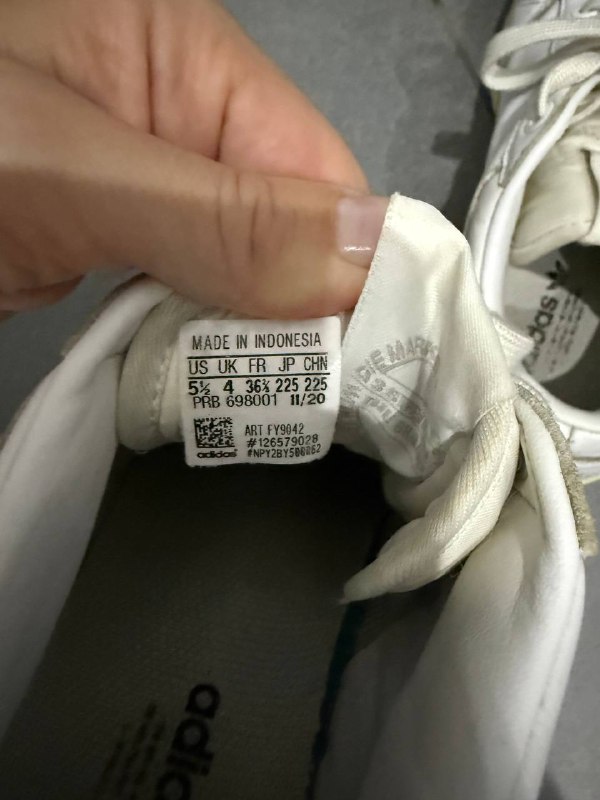 MADE IN INDONESIA
US UK FR JP CHN
5½ 4 36⅔ 225 225
PRB 698001 11/20
ART FY9042
#126579028
adidas
adidas